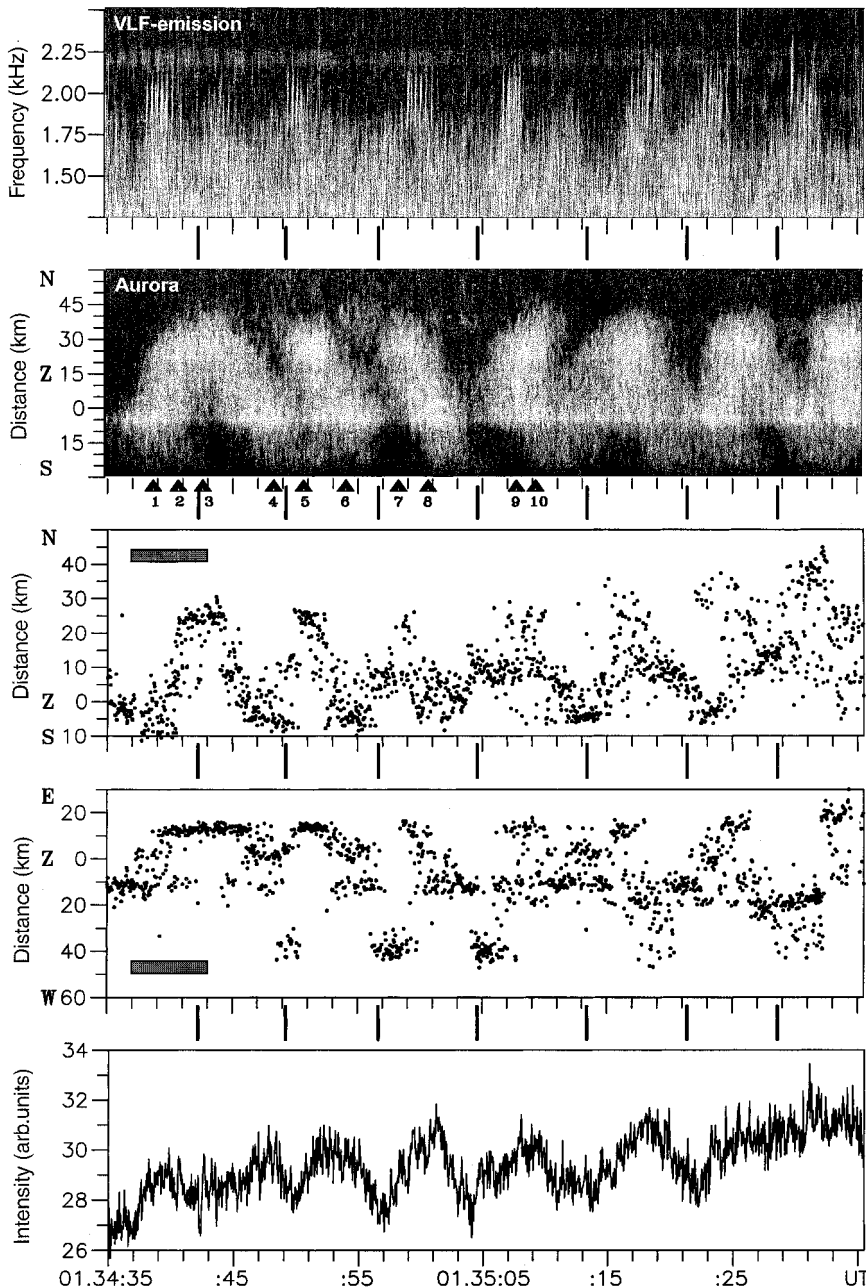 VLF-emission
Frequency (kHz)
2.25
2.00
1.75
1.50
Aurora
Distance (km)
N
45
30
Z
15
0
15
S
1 2 3 4 5 6 7 8 9 10
Distance (km)
N
40
30
20
10
Z 0
S 10
Distance (km)
E
20
Z 0
20
40
W 60
Intensity (arb.units)
34
32
30
28
26
01.34:35 :45 :55 01.35:05 :15 :25 UT